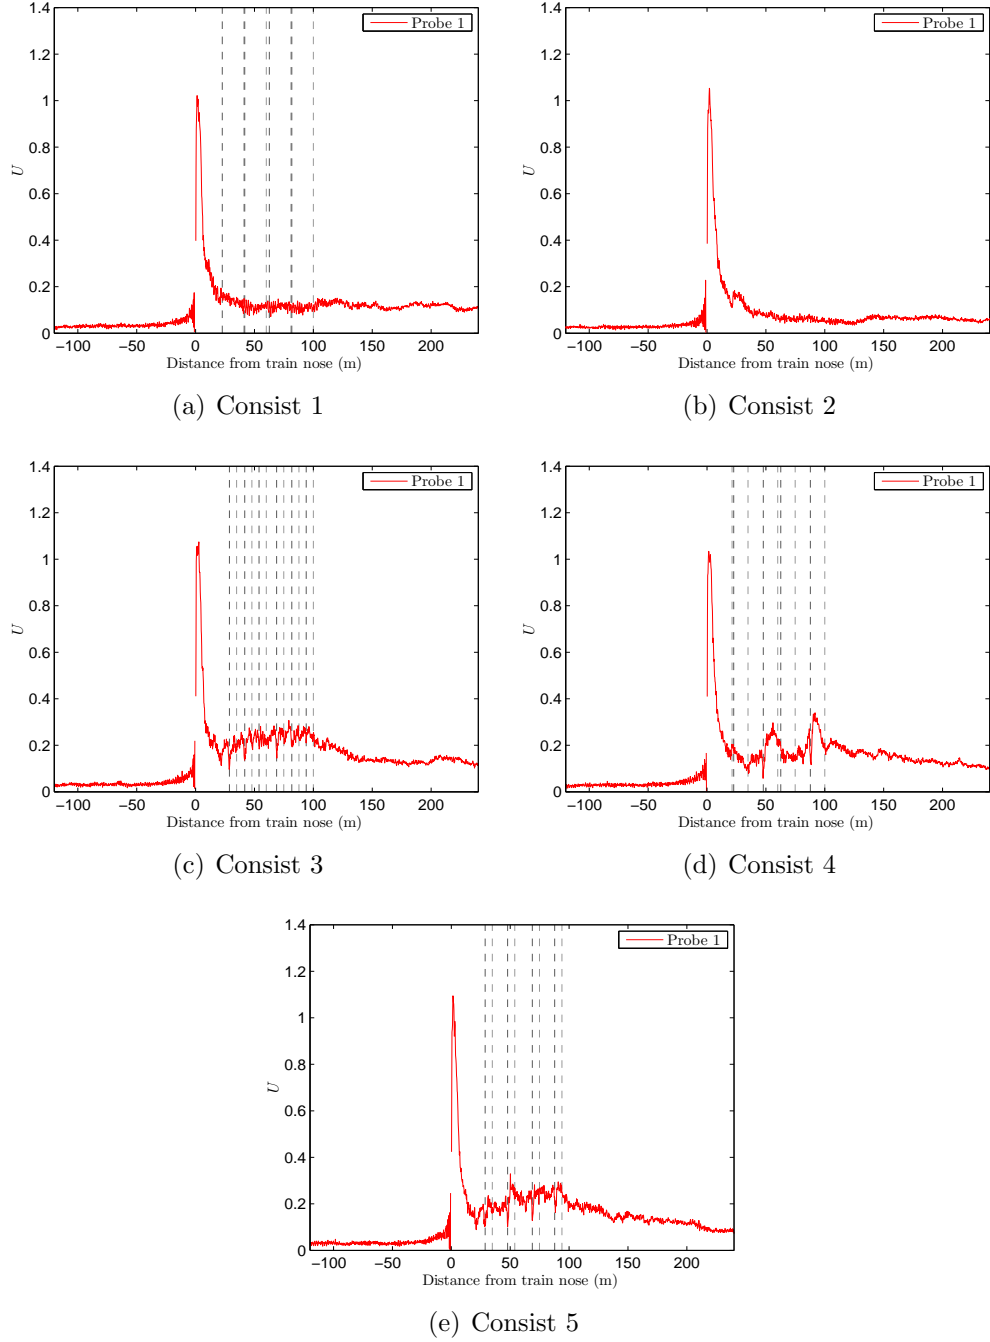 Probe 1
1.4
1.2
1
0.8
0.6
0.4
0.2
0
U
−100 −50 0 50 100 150 200
Distance from train nose (m)
(a) Consist 1
Probe 1
1.4
1.2
1
0.8
0.6
0.4
0.2
0
U
−100 −50 0 50 100 150 200
Distance from train nose (m)
(b) Consist 2
Probe 1
1.4
1.2
1
0.8
0.6
0.4
0.2
0
U
−100 −50 0 50 100 150 200
Distance from train nose (m)
(c) Consist 3
Probe 1
1.4
1.2
1
0.8
0.6
0.4
0.2
0
U
−100 −50 0 50 100 150 200
Distance from train nose (m)
(d) Consist 4
Probe 1
1.4
1.2
1
0.8
0.6
0.4
0.2
0
U
−100 −50 0 50 100 150 200
Distance from train nose (m)
(e) Consist 5